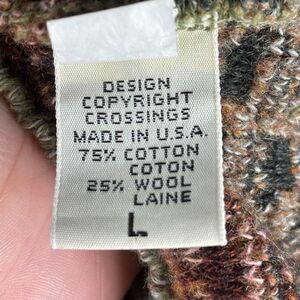 DESIGN
COPYRIGHT
CROSSINGS
MADE IN U.S.A.
75% COTTON
COTON
25% WOOL
LAINE
L